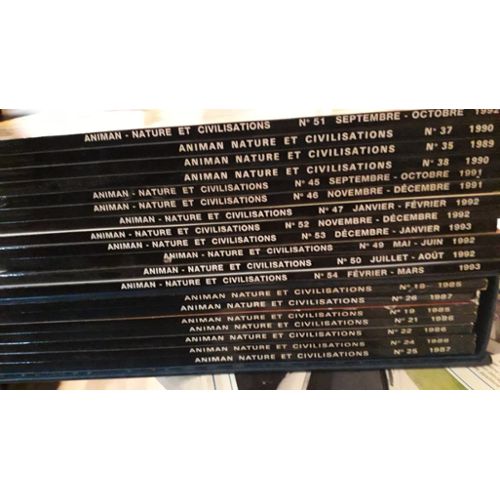 ANIMAN - NATURE ET CIVILISATIONS N° 51 SEPTEMBRE - OCTOBRE 1992
ANIMAN NATURE ET CIVILISATIONS N° 37 1990
ANIMAN NATURE ET CIVILISATIONS N° 35 1989
ANIMAN NATURE ET CIVILISATIONS N° 38 1990
ANIMAN - NATURE ET CIVILISATIONS N° 45 SEPTEMBRE - OCTOBRE 1991
ANIMAN - NATURE ET CIVILISATIONS N° 46 NOVEMBRE - DÉCEMBRE 1991
ANIMAN - NATURE ET CIVILISATIONS N° 47 JANVIER - FÉVRIER 1992
ANIMAN - NATURE ET CIVILISATIONS N° 52 NOVEMBRE - DÉCEMBRE 1992
ANIMAN - NATURE ET CIVILISATIONS N° 53 DÉCEMBRE - JANVIER 1993
ANIMAN - NATURE ET CIVILISATIONS N° 49 MAI - JUIN 1992
ANIMAN - NATURE ET CIVILISATIONS N° 50 JUILLET - AOÛT 1992
ANIMAN - NATURE ET CIVILISATIONS N° 54 FÉVRIER - MARS 1993
ANIMAN NATURE ET CIVILISATIONS 1985
ANIMAN NATURE ET CIVILISATIONS N° 26 1987
ANIMAN NATURE ET CIVILISATIONS N° 19 1985
ANIMAN NATURE ET CIVILISATIONS N° 21 1986
ANIMAN NATURE ET CIVILISATIONS N° 22 1986
ANIMAN NATURE ET CIVILISATIONS N° 24 1986
ANIMAN NATURE ET CIVILISATIONS N° 25 1987